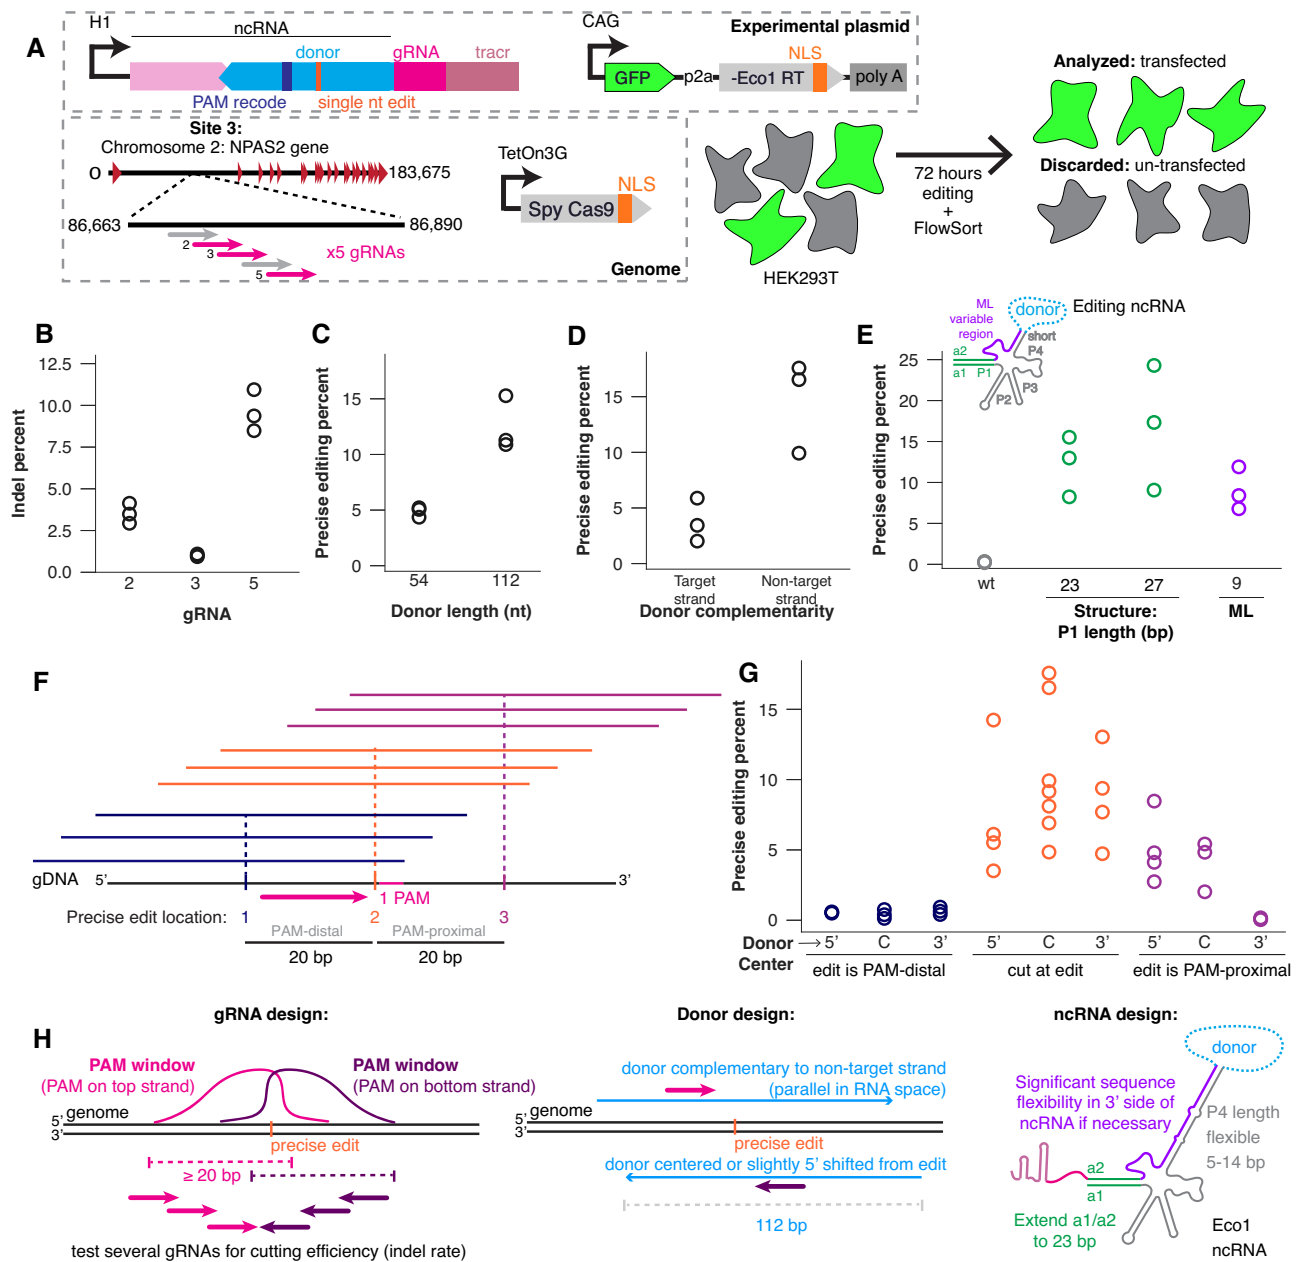 A
H1
ncRNA
donor
gRNA
tracr
PAM recode
single nt edit
CAG
Experimental plasmid
NLS
GFP
p2a
-Eco1 RT
poly A
Site 3:
Chromosome 2: NPAS2 gene
0
183,675
86,663
86,890
2
3
5
x5 gRNAs
TetOn3G
NLS
Spy Cas9
Genome
HEK293T
72 hours
editing
+
FlowSort
Analyzed: transfected
Discarded: un-transfected
B
Indel percent
12.5
10.0
7.5
5.0
2.5
0.0
2 3 5
gRNA
C
Precise editing percent
15
10
5
0
54 112
Donor length (nt)
D
Precise editing percent
15
10
5
0
Target
strand
Non-target
strand
Donor complementarity
E
ML
variable
region
donor
Editing ncRNA
short
P4
a2
a1 P1
P2
P3
Precise editing percent
25
20
15
10
5
0
wt 23 27 9
Structure:
P1 length (bp)
ML
F
gDNA 5’ 3’
1 PAM
Precise edit location: 1 2 3
PAM-distal PAM-proximal
20 bp 20 bp
G
Precise editing percent
15
10
5
0
Donor
Center
5’ C 3’ 5’ C 3’ 5’ C 3’
edit is PAM-distal cut at edit edit is PAM-proximal
H
gRNA design:
PAM window
(PAM on top strand)
PAM window
(PAM on bottom strand)
5’ genome
3’
precise edit
≥ 20 bp
test several gRNAs for cutting efficiency (indel rate)
Donor design:
donor complementary to non-target strand
(parallel in RNA space)
5’ genome
3’
precise edit
donor centered or slightly 5’ shifted from edit
112 bp
ncRNA design:
donor
Significant sequence
flexibility in 3’ side of
ncRNA if necessary
P4 length
flexible
5-14 bp
a2
a1
Extend a1/a2
to 23 bp
Eco1
ncRNA